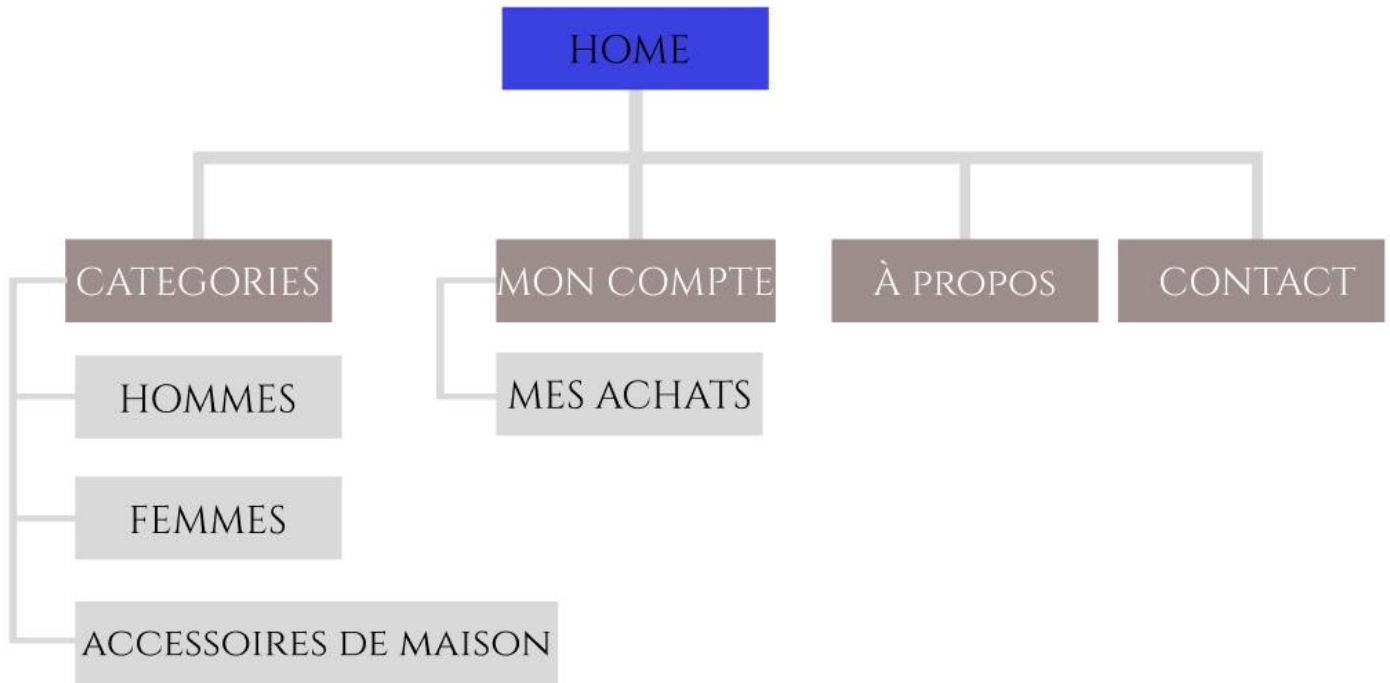 HOME
CATEGORIES
MON COMPTE
À PROPOS
CONTACT
HOMMES
MES ACHATS
FEMMES
ACCESSOIRES DE MAISON